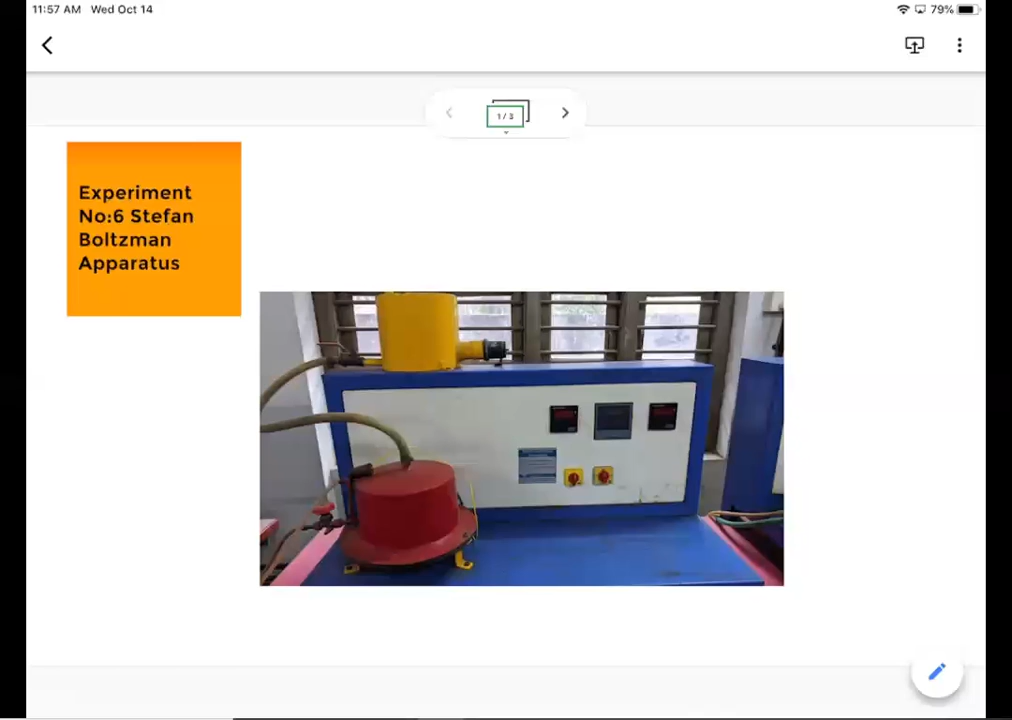 11:57 AM Wed Oct 14
79%
1 / 3
Experiment
No:6 Stefan
Boltzman
Apparatus